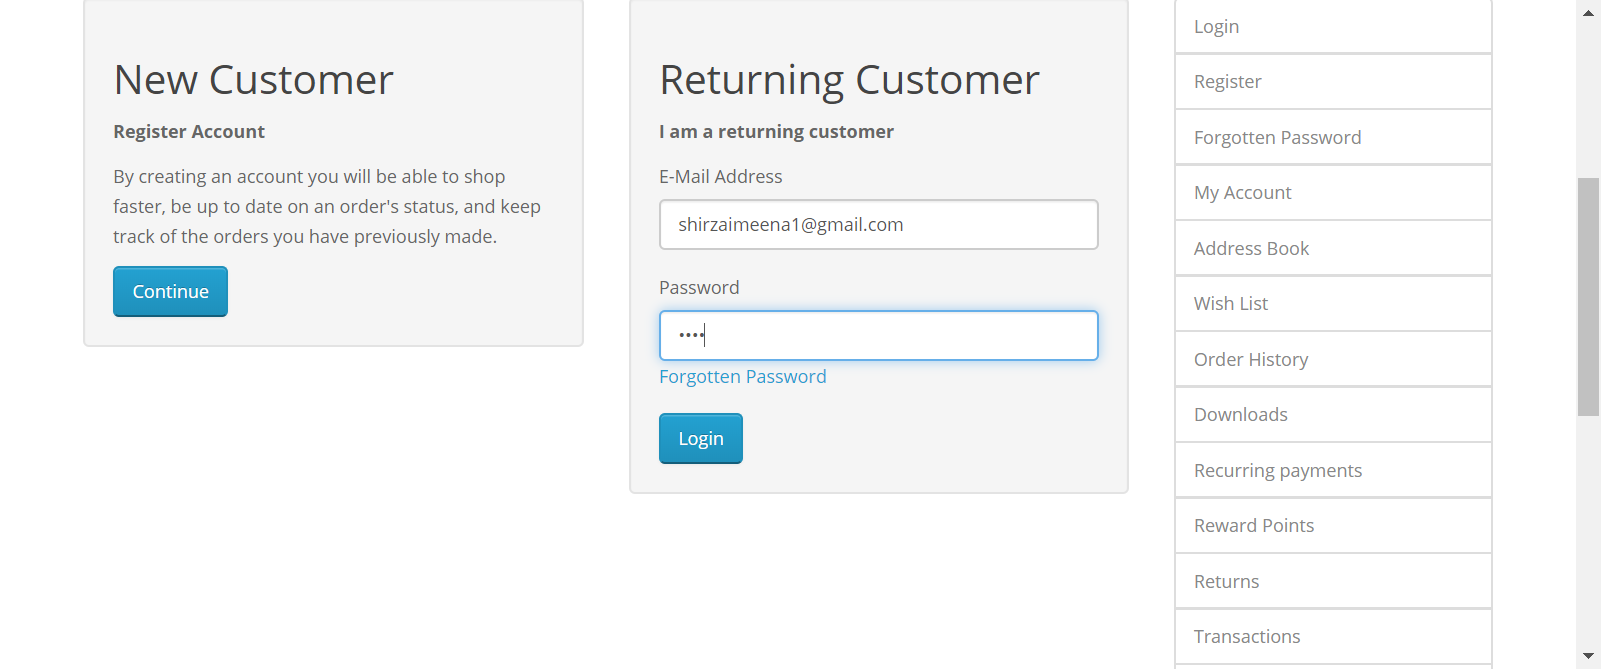 New Customer
Register Account
By creating an account you will be able to shop
faster, be up to date on an order's status, and keep
track of the orders you have previously made.
Continue
Returning Customer
I am a returning customer
E-Mail Address
shirzaimeena1@gmail.com
Password
••••
Forgotten Password
Login
Login
Register
Forgotten Password
My Account
Address Book
Wish List
Order History
Downloads
Recurring payments
Reward Points
Returns
Transactions